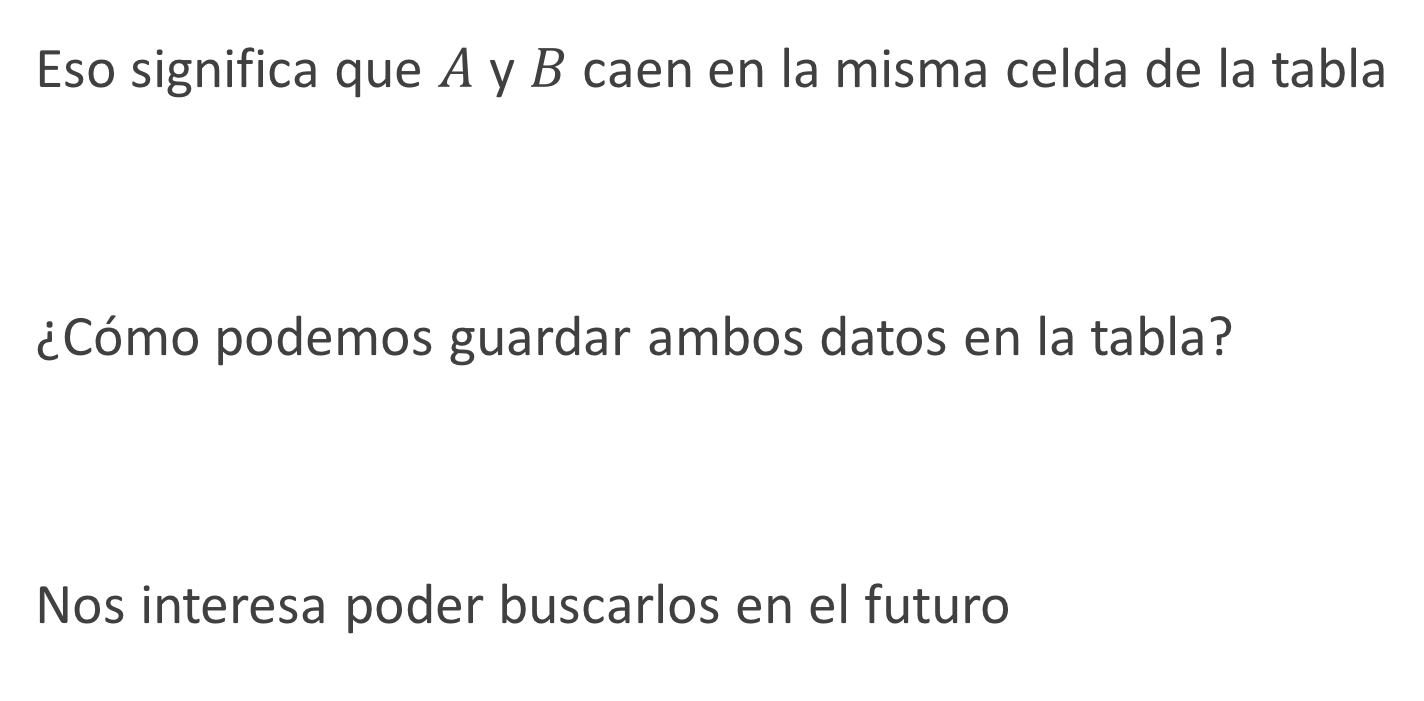 Eso significa que A y B caen en la misma celda de la tabla
¿Cómo podemos guardar ambos datos en la tabla?
Nos interesa poder buscarlos en el futuro